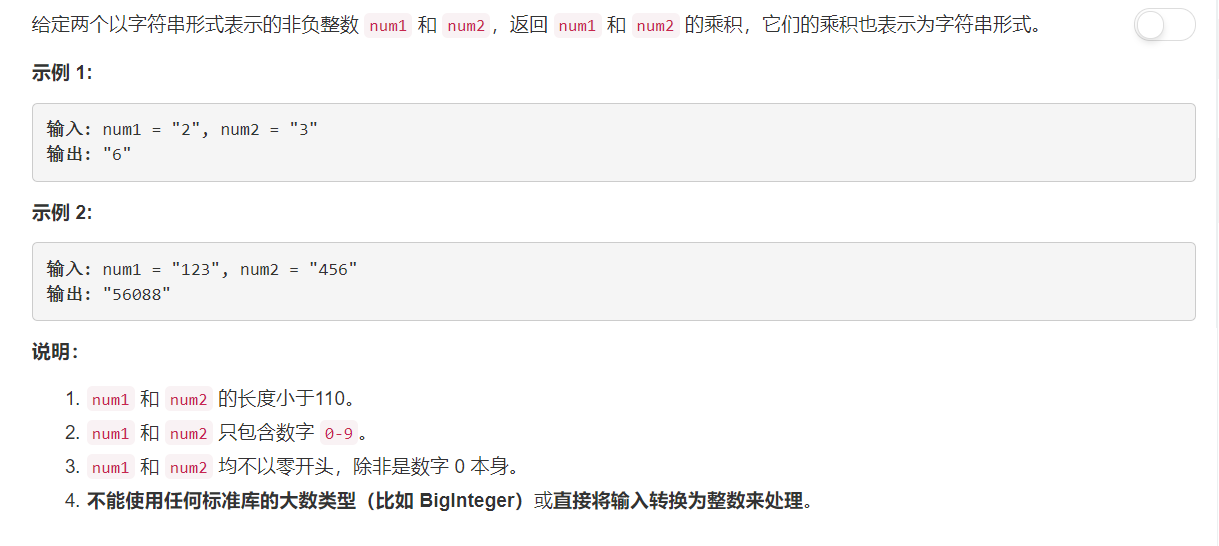 给定两个以字符串形式表示的非负整数 num1 和 num2，返回 num1 和 num2 的乘积，它们的乘积也表示为字符串形式。
示例 1:
输入: num1 = "2", num2 = "3"
输出: "6"
示例 2:
输入: num1 = "123", num2 = "456"
输出: "56088"
说明：
1. num1 和 num2 的长度小于110。
2. num1 和 num2 只包含数字 0-9。
3. num1 和 num2 均不以零开头，除非是数字 0 本身。
4. 不能使用任何标准库的大数类型（比如 BigInteger）或直接将输入转换为整数来处理。